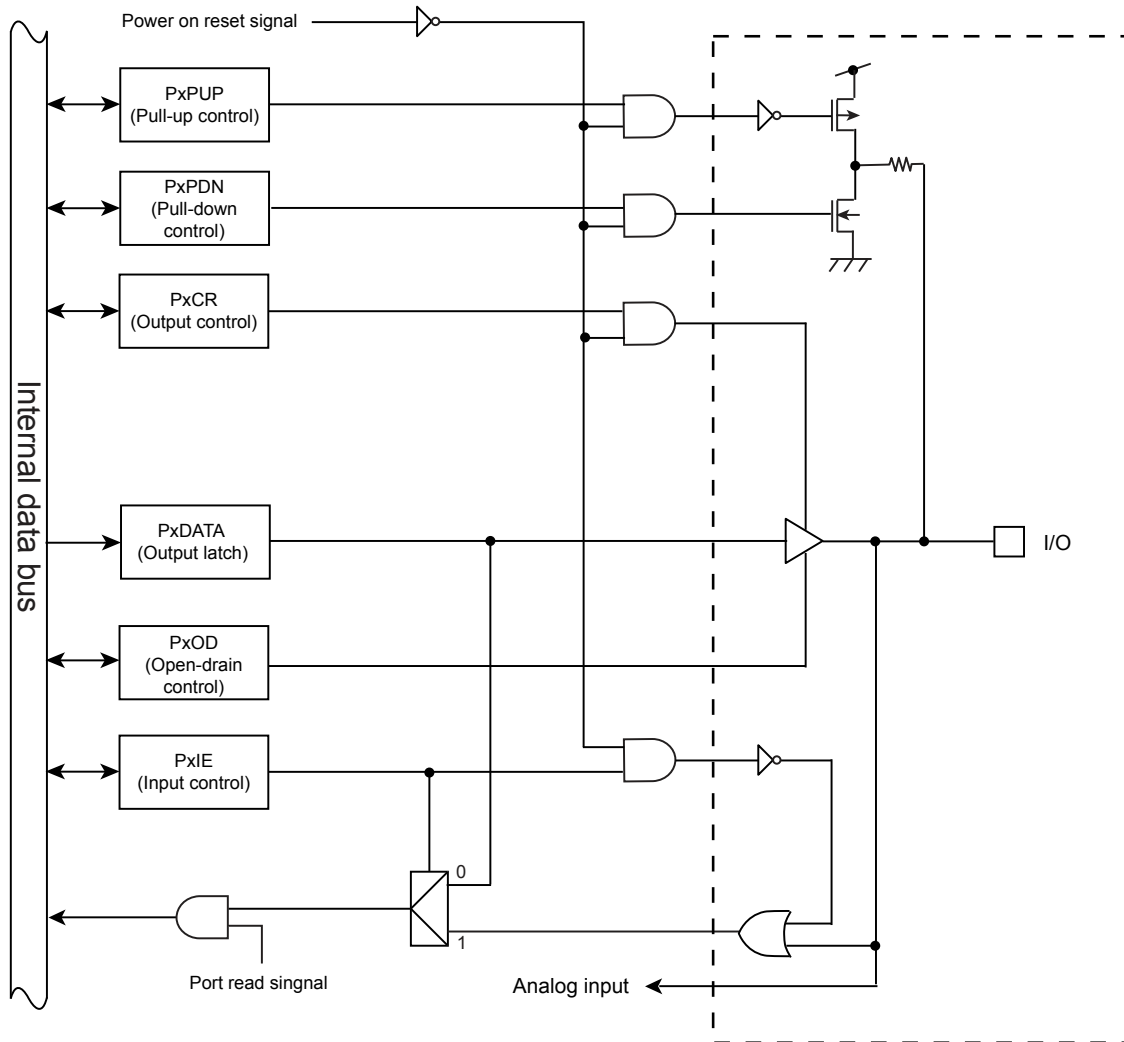 Power on reset signal
PxPUP
(Pull-up control)
PxPDN
(Pull-down
control)
PxCR
(Output control)
Internal data bus
PxDATA
(Output latch)
I/O
PxOD
(Open-drain
control)
PxIE
(Input control)
0
1
Port read singnal
Analog input